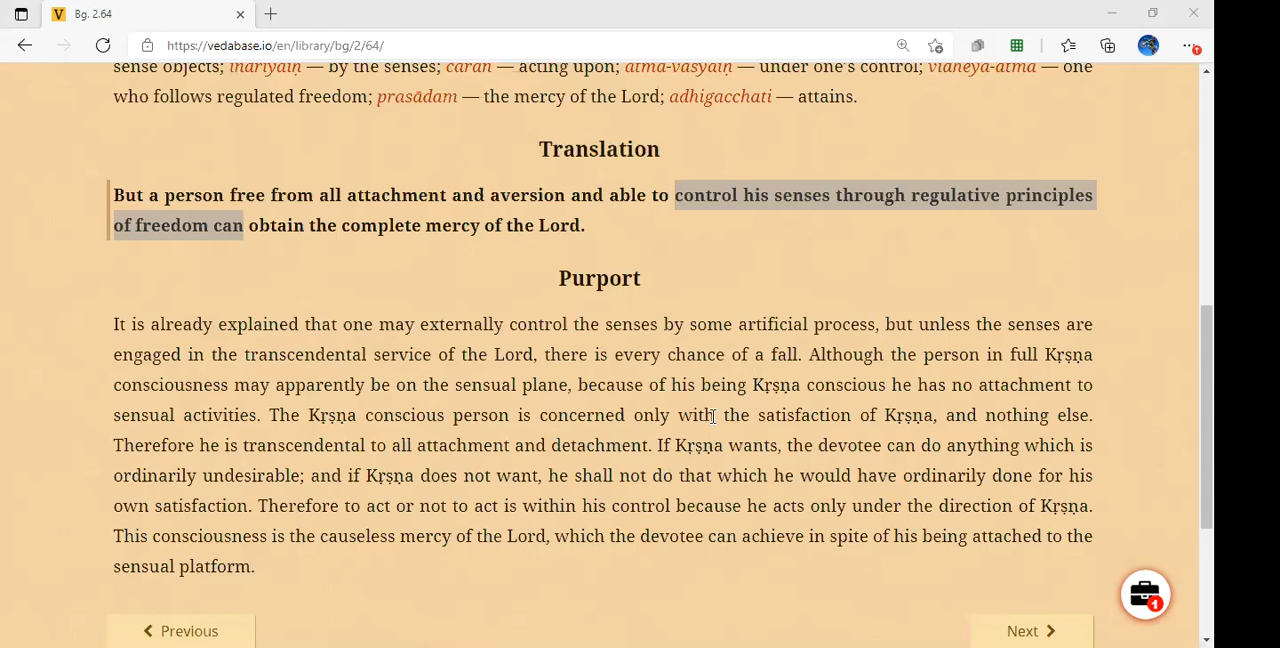 Bg. 2.64
https://vedabase.io/en/library/bg/2/64/
sense objects; indriyaiḥ — by the senses; caran — acting upon; ātma-vaśyaiḥ — under one's control; vidheya-ātmā — one
who follows regulated freedom; prasādam — the mercy of the Lord; adhigacchati — attains.
Translation
But a person free from all attachment and aversion and able to control his senses through regulative principles
of freedom can obtain the complete mercy of the Lord.
Purport
It is already explained that one may externally control the senses by some artificial process, but unless the senses are
engaged in the transcendental service of the Lord, there is every chance of a fall. Although the person in full Kṛṣṇa
consciousness may apparently be on the sensual plane, because of his being Kṛṣṇa conscious he has no attachment to
sensual activities. The Kṛṣṇa conscious person is concerned only with the satisfaction of Kṛṣṇa, and nothing else.
Therefore he is transcendental to all attachment and detachment. If Kṛṣṇa wants, the devotee can do anything which is
ordinarily undesirable; and if Kṛṣṇa does not want, he shall not do that which he would have ordinarily done for his
own satisfaction. Therefore to act or not to act is within his control because he acts only under the direction of Kṛṣṇa.
This consciousness is the causeless mercy of the Lord, which the devotee can achieve in spite of his being attached to the
sensual platform.
1
Previous
Next